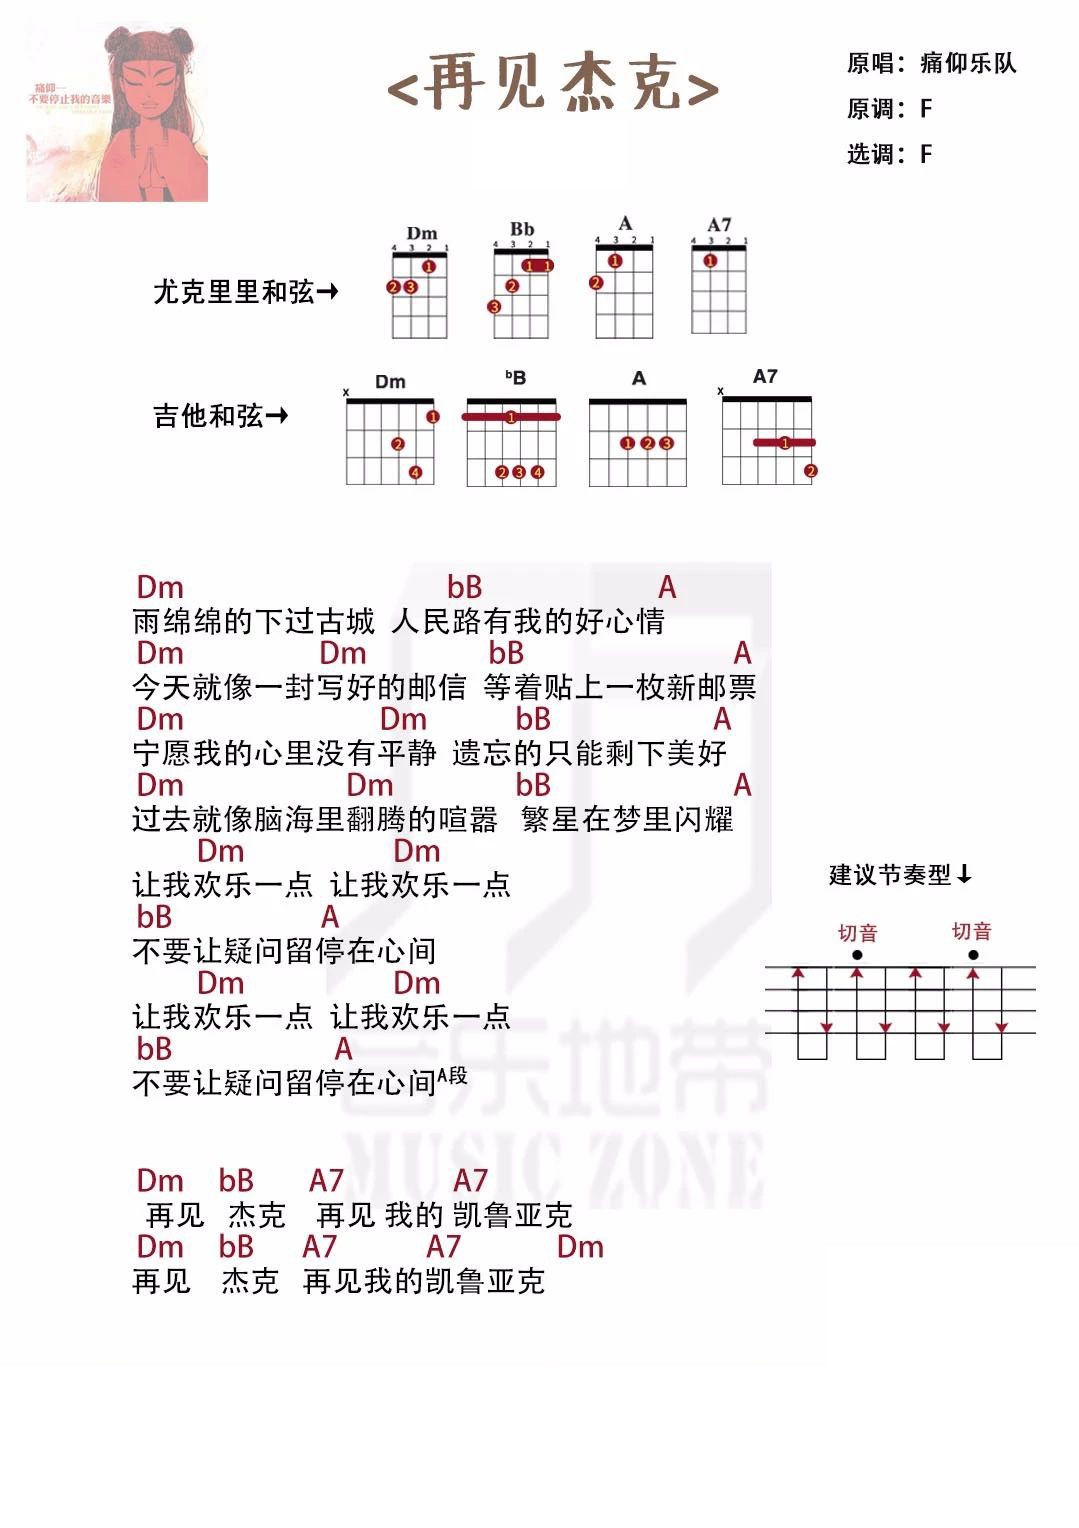 <再见杰克>
原唱：痛仰乐队
原调：F
选调：F
痛仰一
不要停止我的音樂
Dm Bb A A7
4 3 2 1 4 3 2 1 4 3 2 1 4 3 2 1
尤克里里和弦→
1 2 3 1 1 2 3 1 2 1
Dm bB A A7
x x
吉他和弦→
1 2 4 1 2 3 4 1 2 3 1 2
Dm bB A
雨绵绵的下过古城 人民路有我的好心情
Dm Dm bB A
今天就像一封写好的邮信 等着贴上一枚新邮票
Dm Dm bB A
宁愿我的心里没有平静 遗忘的只能剩下美好
Dm Dm bB A
过去就像脑海里翻腾的喧嚣 繁星在梦里闪耀
Dm Dm
让我欢乐一点 让我欢乐一点
bB A
不要让疑问留停在心间
Dm Dm
让我欢乐一点 让我欢乐一点
bB A
不要让疑问留停在心间A段
建议节奏型↓
切音 切音
音乐地带
MUSIC ZONE
Dm bB A7 A7
再见 杰克 再见 我的 凯鲁亚克
Dm bB A7 A7 Dm
再见 杰克 再见我的凯鲁亚克